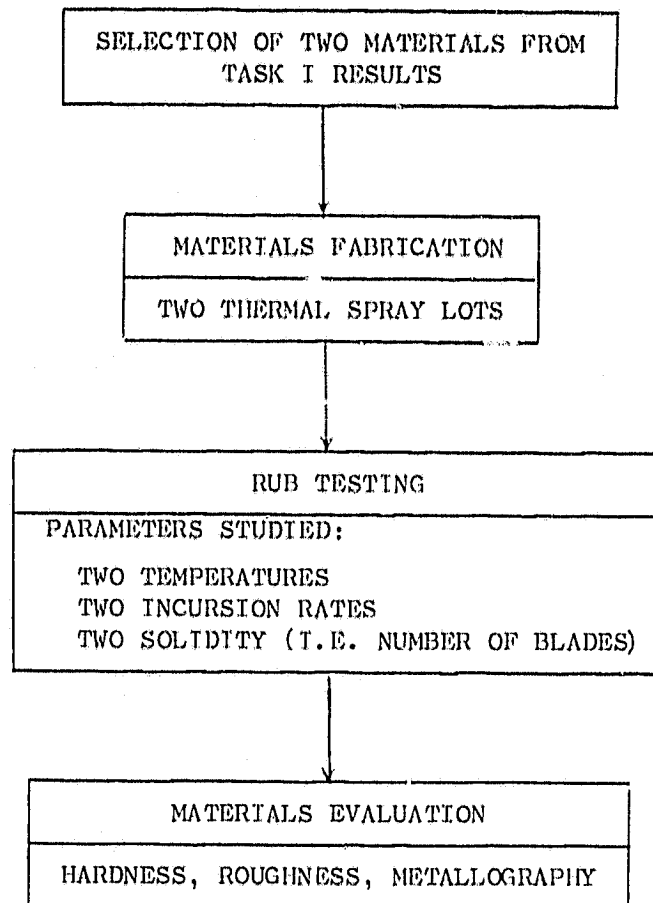 SELECTION OF TWO MATERIALS FROM
TASK I RESULTS
MATERIALS FABRICATION
TWO THERMAL SPRAY LOTS
RUB TESTING
PARAMETERS STUDIED:
TWO TEMPERATURES
TWO INCURSION RATES
TWO SOLIDITY (I.E. NUMBER OF BLADES)
MATERIALS EVALUATION
HARDNESS, ROUGHNESS, METALLOGRAPHY